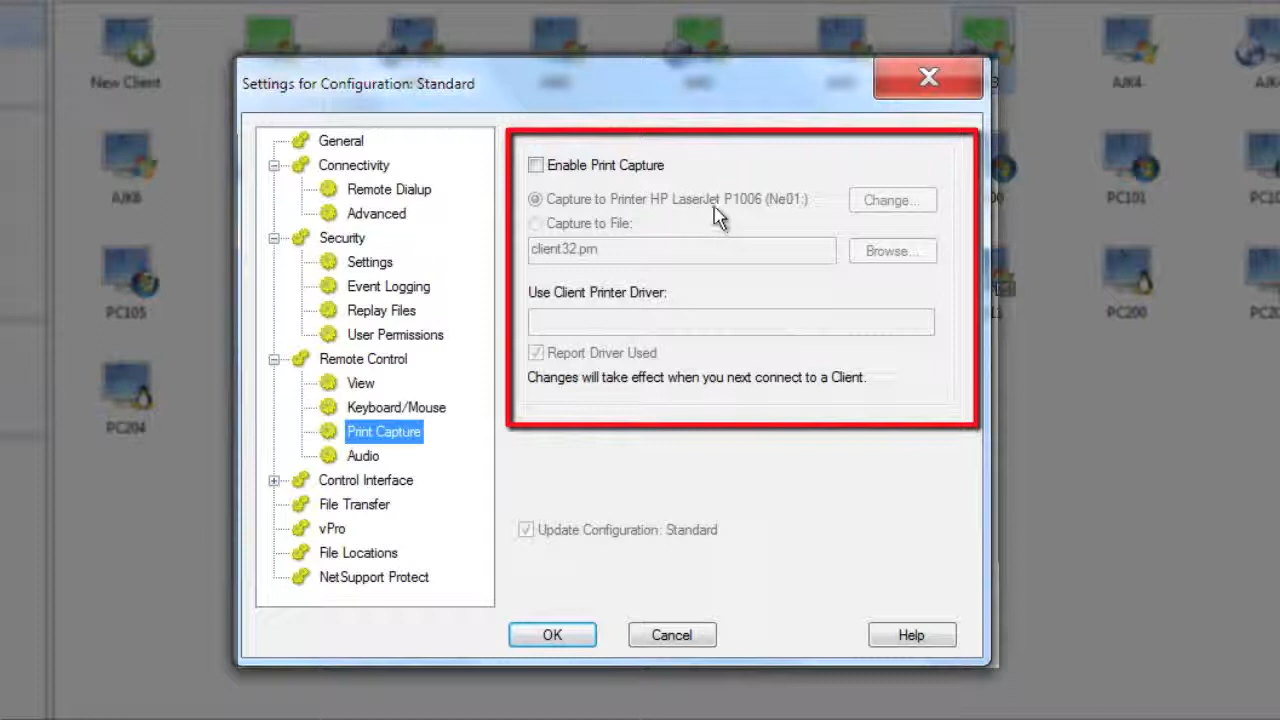 New Client
AJK4
AJK6
PC101
PC105
PC200
PC204
Settings for Configuration: Standard
General
Connectivity
Remote Dialup
Advanced
Security
Settings
Event Logging
Replay Files
User Permissions
Remote Control
View
Keyboard/Mouse
Print Capture
Audio
Control Interface
File Transfer
vPro
File Locations
NetSupport Protect
Enable Print Capture
Capture to Printer HP LaserJet P1006 (Ne01:)
Change...
Capture to File:
client32.prn
Browse...
Use Client Printer Driver:
Report Driver Used
Changes will take effect when you next connect to a Client.
Update Configuration: Standard
OK
Cancel
Help